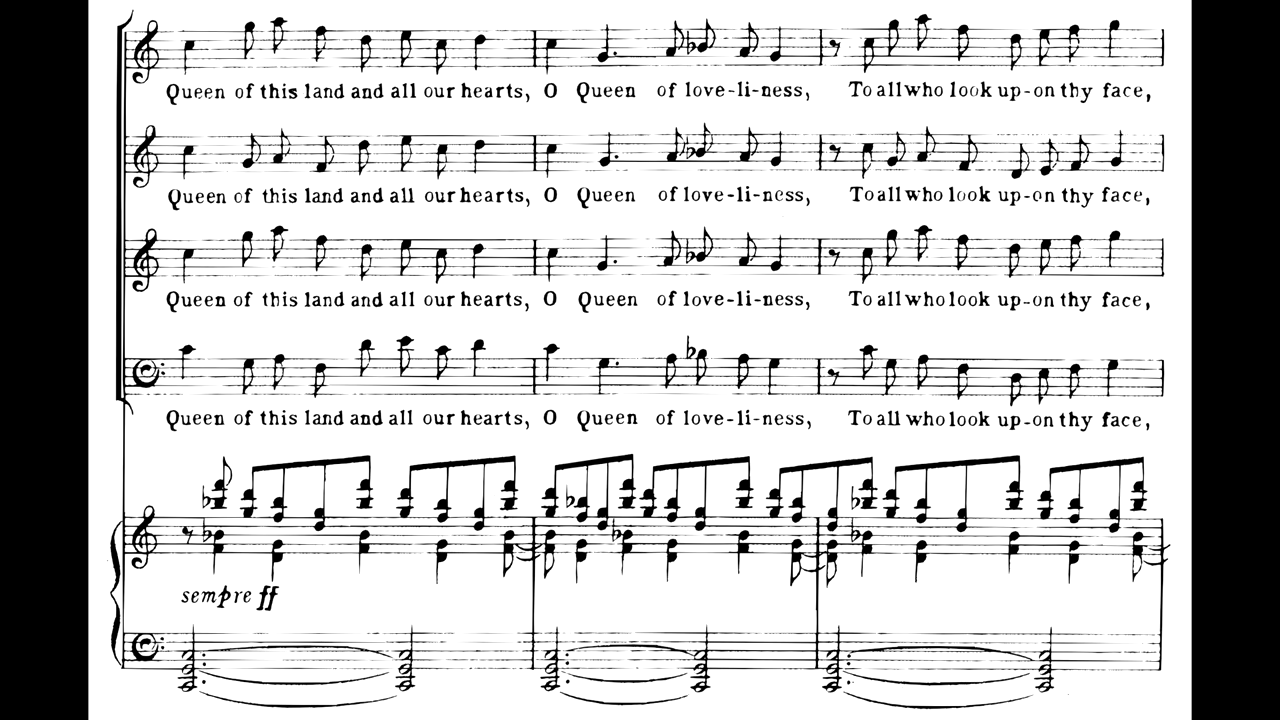 Queen of this land and all our hearts, O Queen of love-li-ness, To all who look up-on thy face,
Queen of this land and all our hearts, O Queen of love-li-ness, To all who look up-on thy face,
Queen of this land and all our hearts, O Queen of love-li-ness, To all who look up-on thy face,
Queen of this land and all our hearts, O Queen of love-li-ness, To all who look up-on thy face,
sempre ff